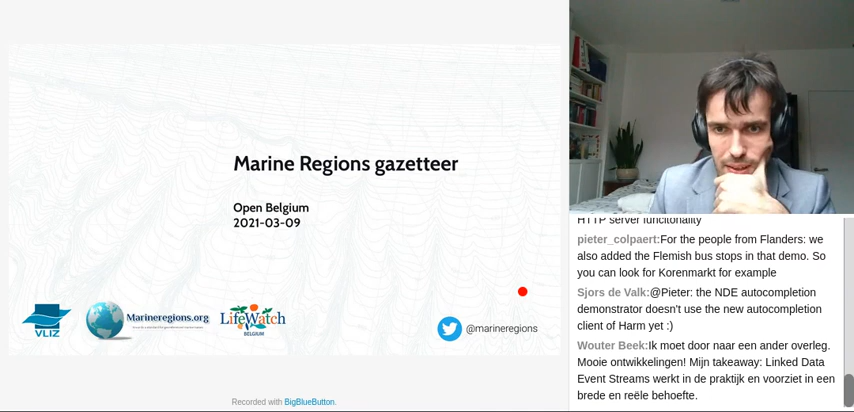 Marine Regions gazetteer
Open Belgium
2021-03-09
VLIZ
Marineregions.org
LifeWatch
BELGIUM
@marineregions
Recorded with BigBlueButton.
HTTP server funcitonality
pieter_colpaert:For the people from Flanders: we
also added the Flemish bus stops in that demo. So
you can look for Korenmarkt for example
Sjors de Valk:@Pieter: the NDE autocompletion
demonstrator doesn't use the new autocompletion
client of Harm yet :)
Wouter Beek:Ik moet door naar een ander overleg.
Mooie ontwikkelingen! Mijn takeaway: Linked Data
Event Streams werkt in de praktijk en voorziet in een
brede en reële behoefte.